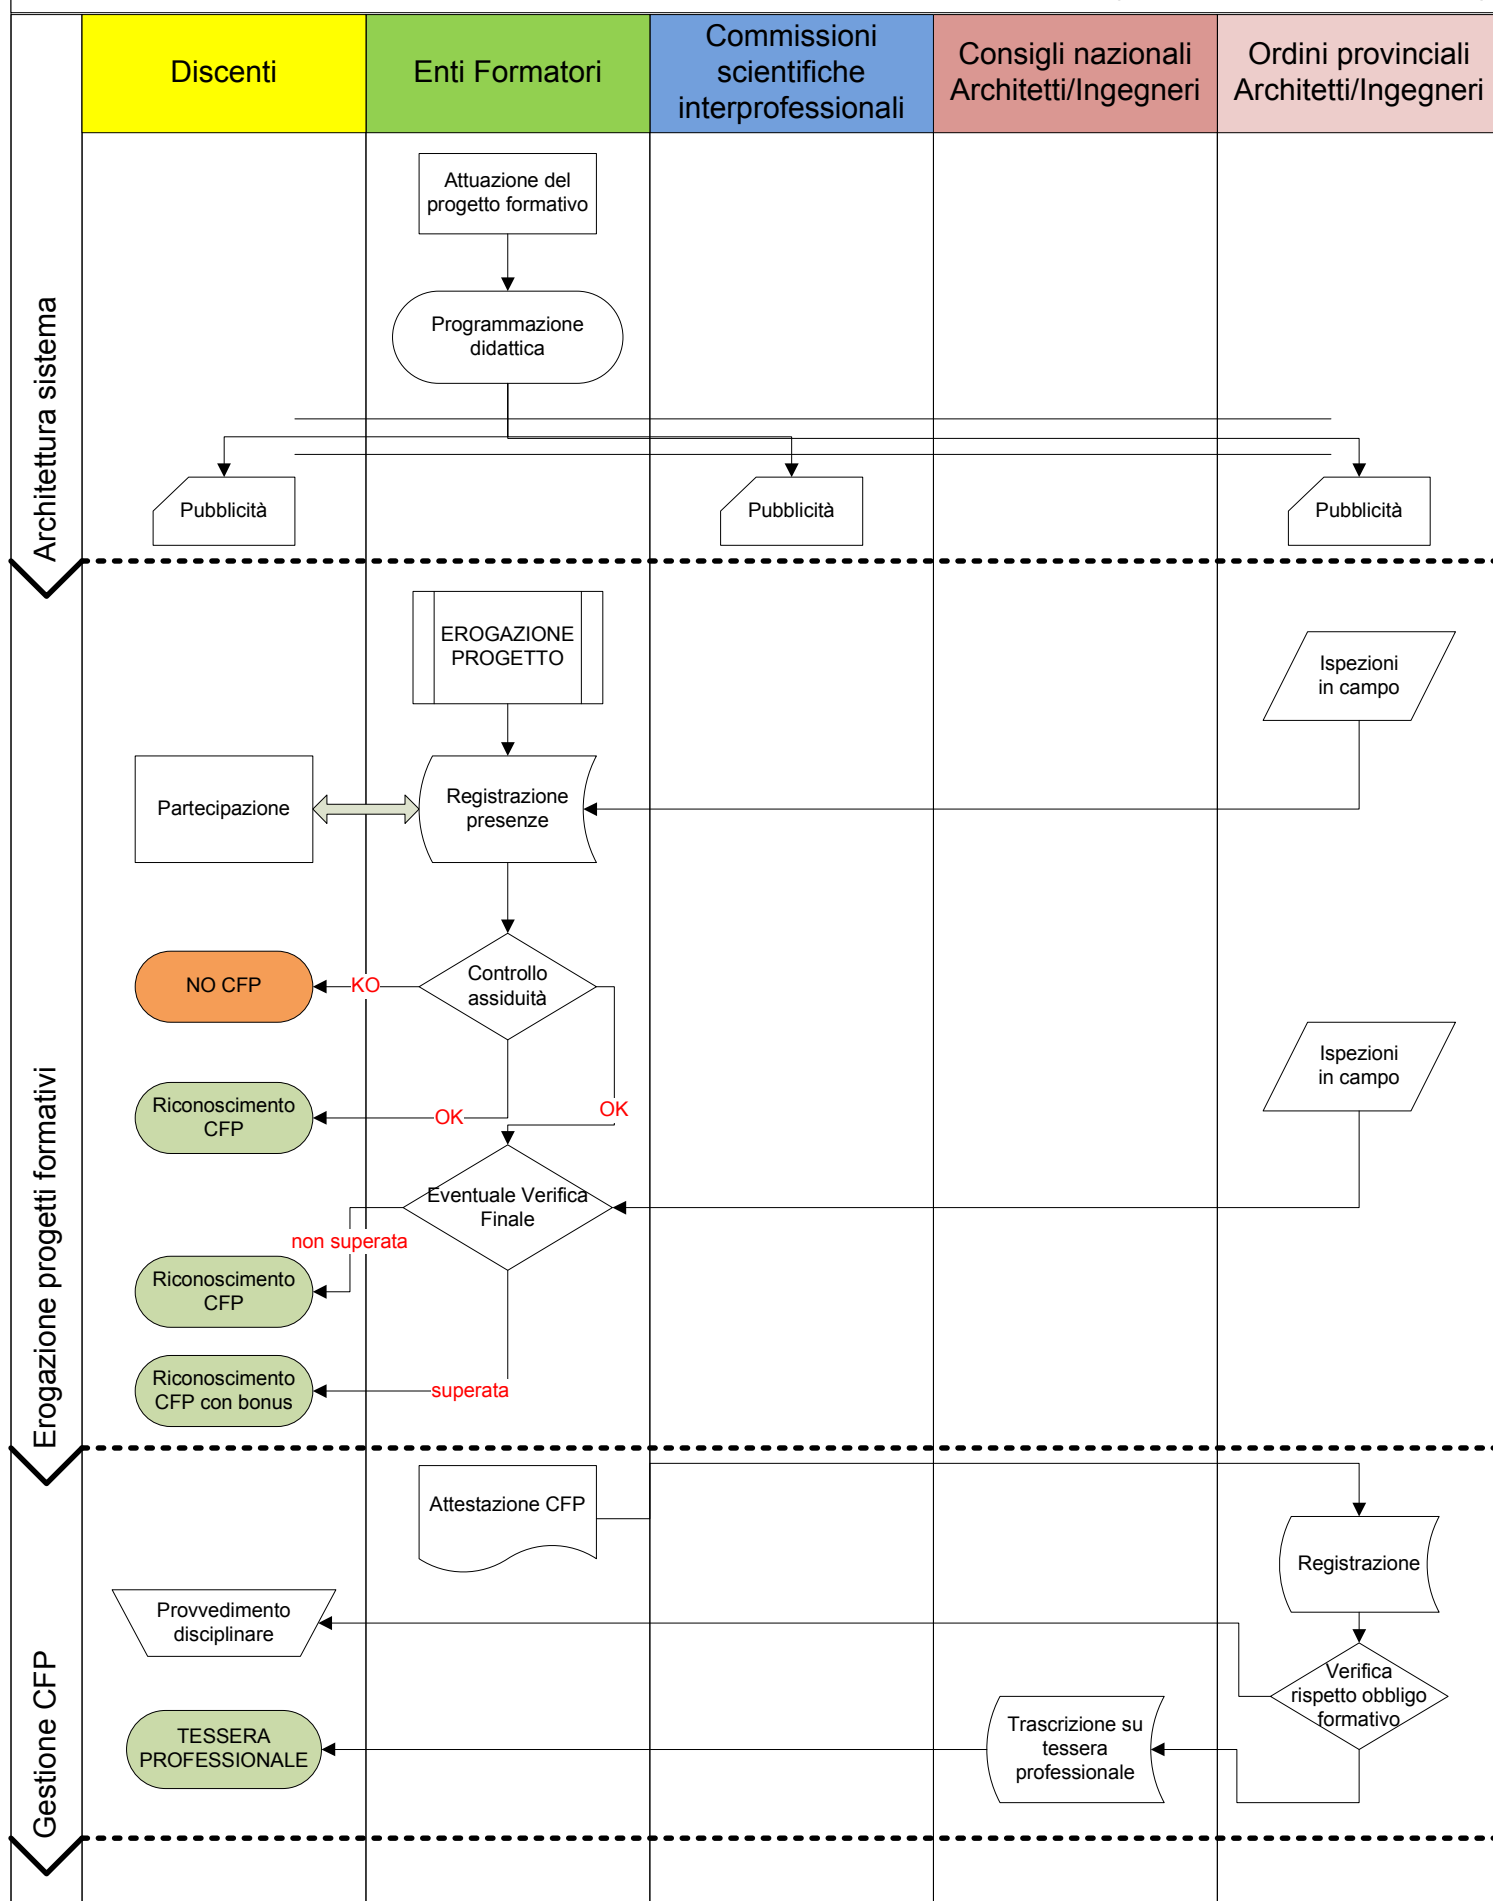 Discenti
Enti Formatori
Commissioni
scientifiche
interprofessionali
Consigli nazionali
Architetti/Ingegneri
Ordini provinciali
Architetti/Ingegneri
Architettura sistema
Attuazione del
progetto formativo
Programmazione
didattica
Pubblicità
Pubblicità
Pubblicità
Erogazione progetti formativi
EROGAZIONE
PROGETTO
Ispezioni
in campo
Partecipazione
Registrazione
presenze
NO CFP
KO
Controllo
assiduità
Ispezioni
in campo
Riconoscimento
CFP
OK
OK
Eventuale Verifica
Finale
non superata
Riconoscimento
CFP
Riconoscimento
CFP con bonus
superata
Gestione CFP
Attestazione CFP
Registrazione
Provvedimento
disciplinare
Verifica
rispetto obbligo
formativo
Trascrizione su
tessera
professionale
TESSERA
PROFESSIONALE